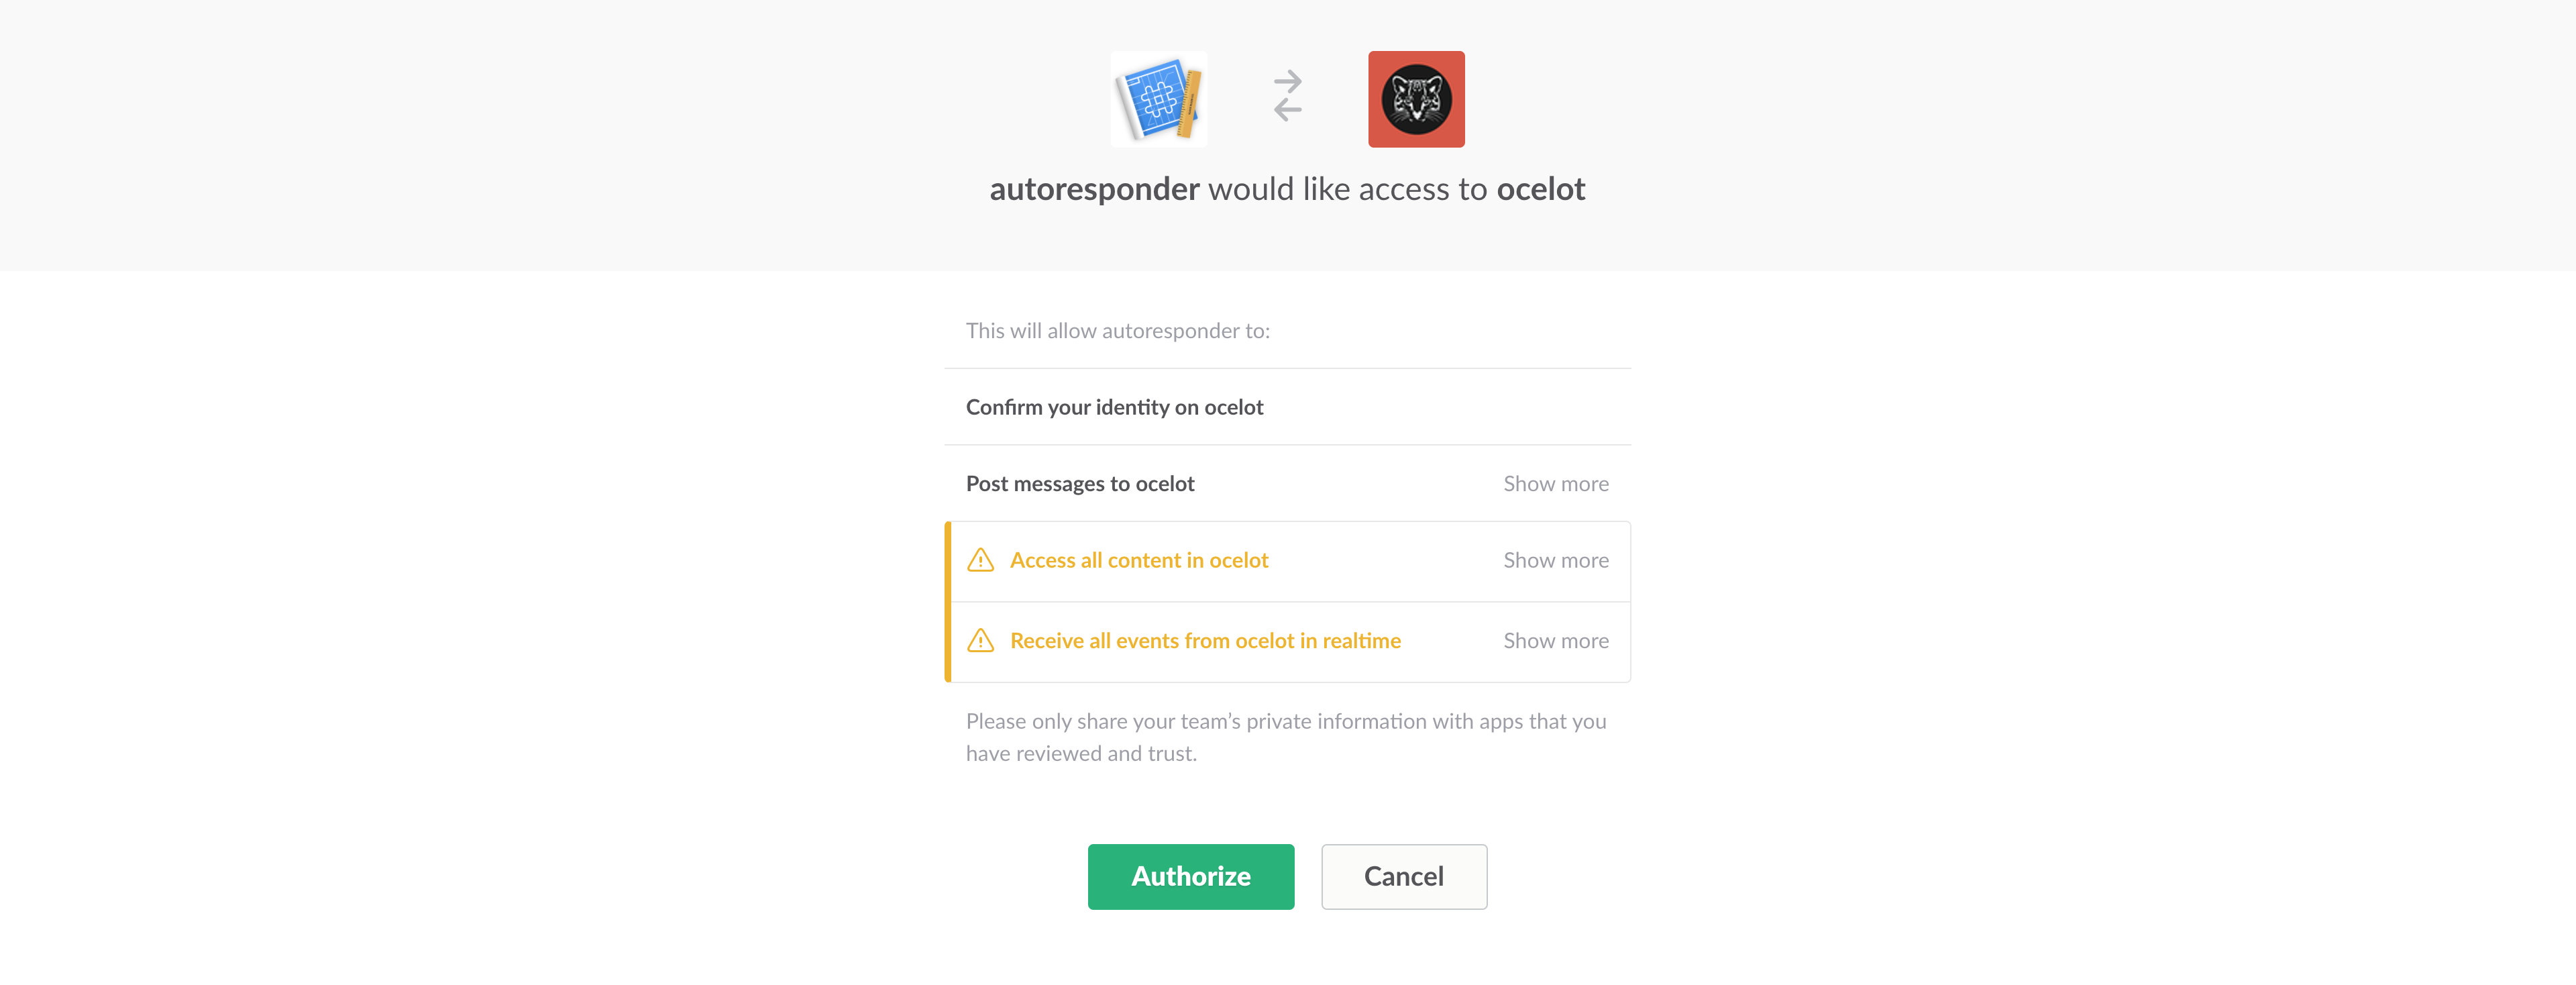 autoresponder would like access to ocelot
This will allow autoresponder to:
Confirm your identity on ocelot
Post messages to ocelot Show more
Access all content in ocelot Show more
Receive all events from ocelot in realtime Show more
Please only share your team’s private information with apps that you
have reviewed and trust.
Authorize Cancel